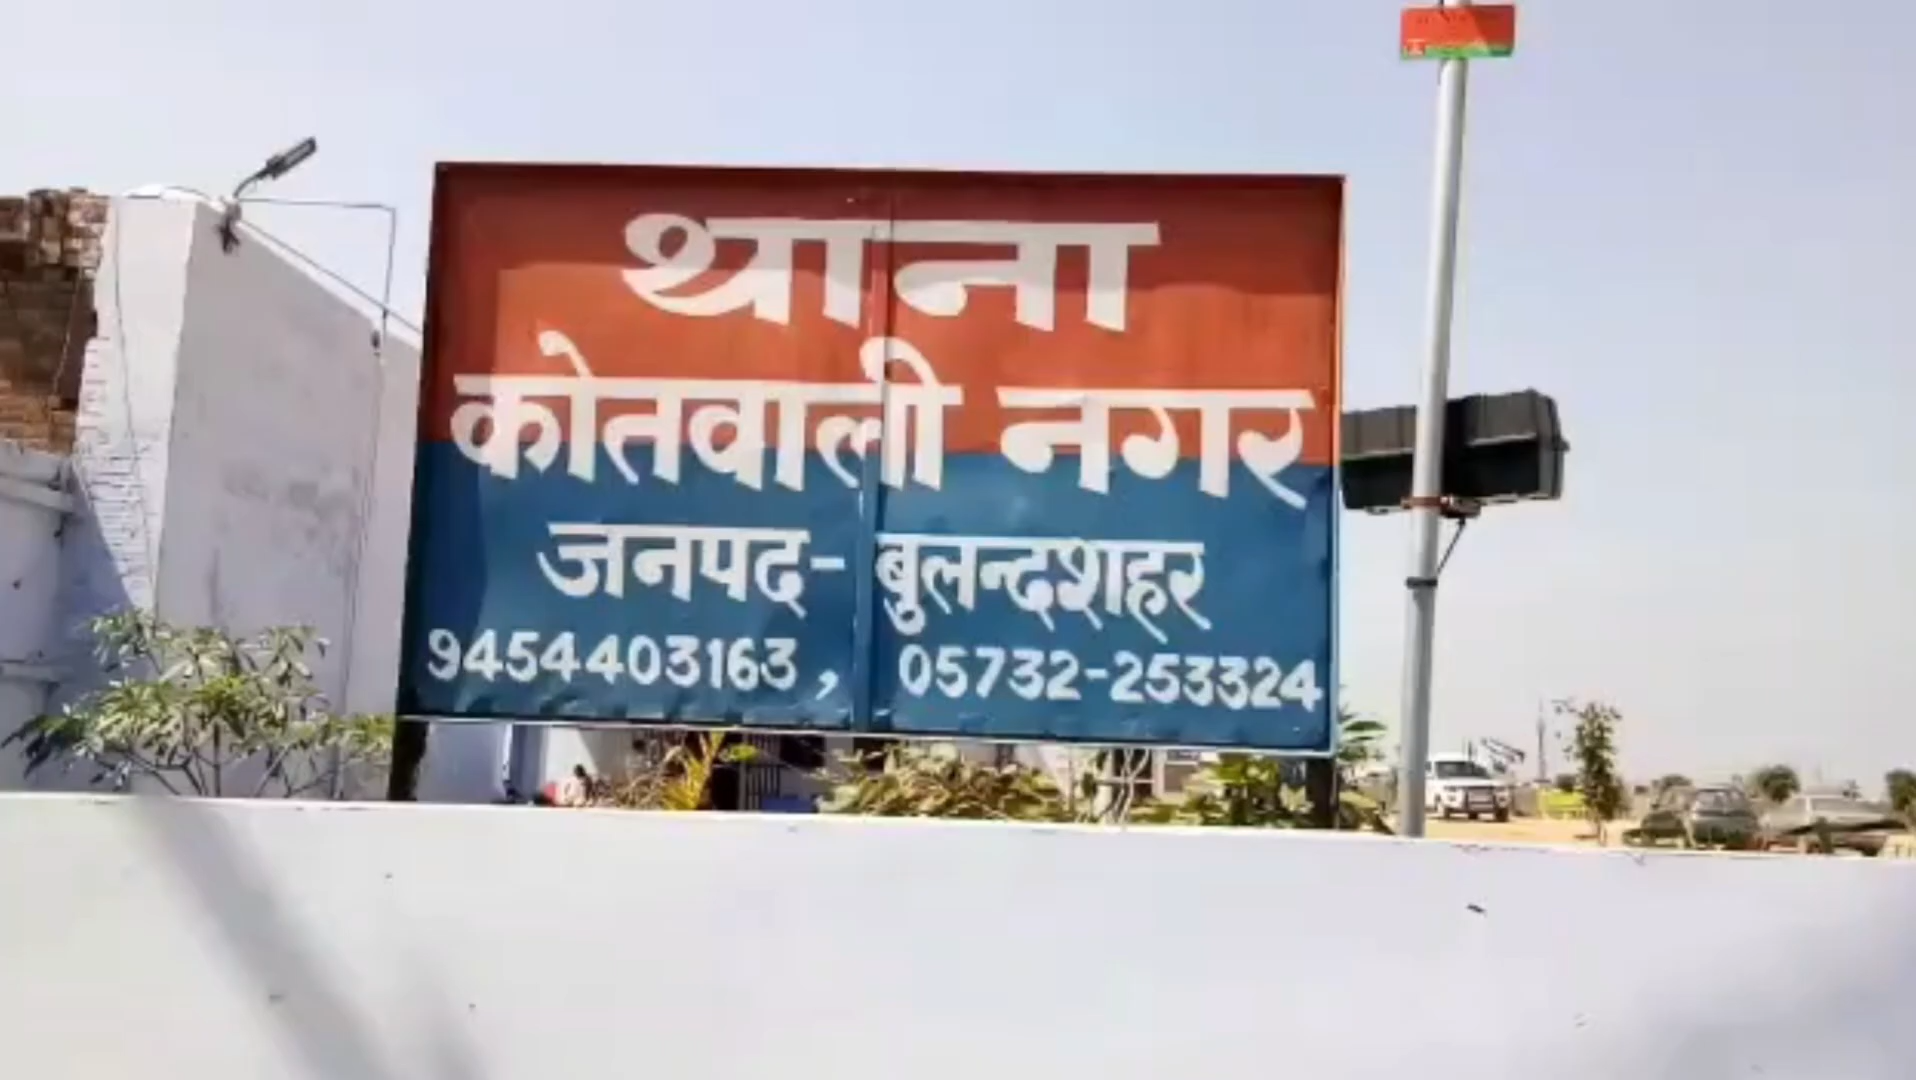 थाना
कोतवाली नगर
जनपद- बुलन्दशहर
9454403163, 05732-253324